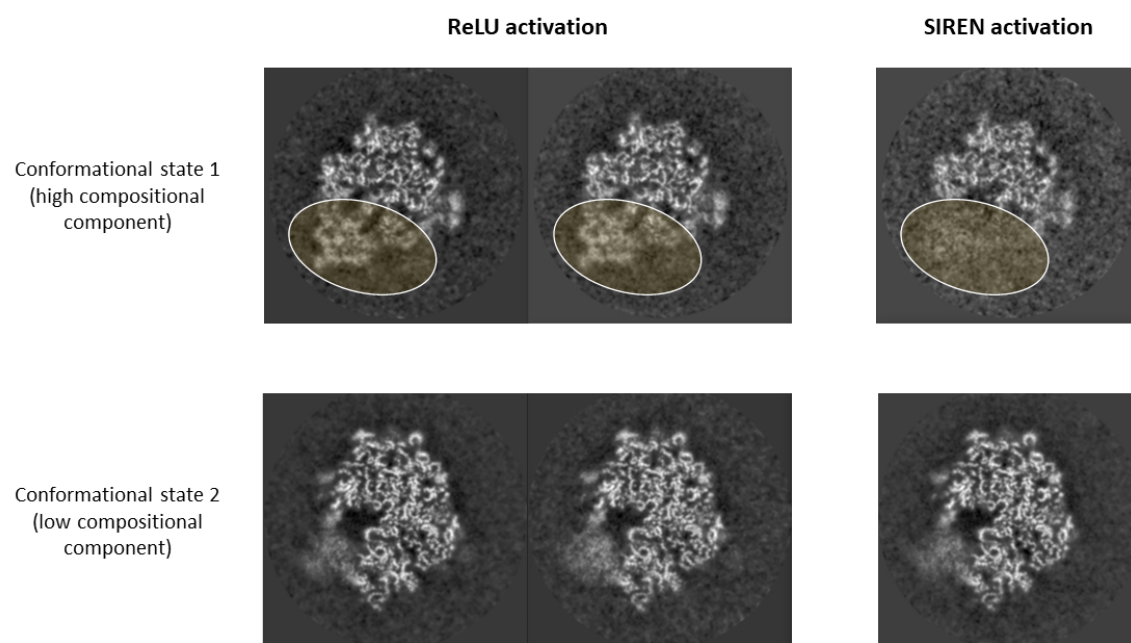 ReLU activation
SIREN activation
Conformational state 1
(high compositional
component)
Conformational state 2
(low compositional
component)